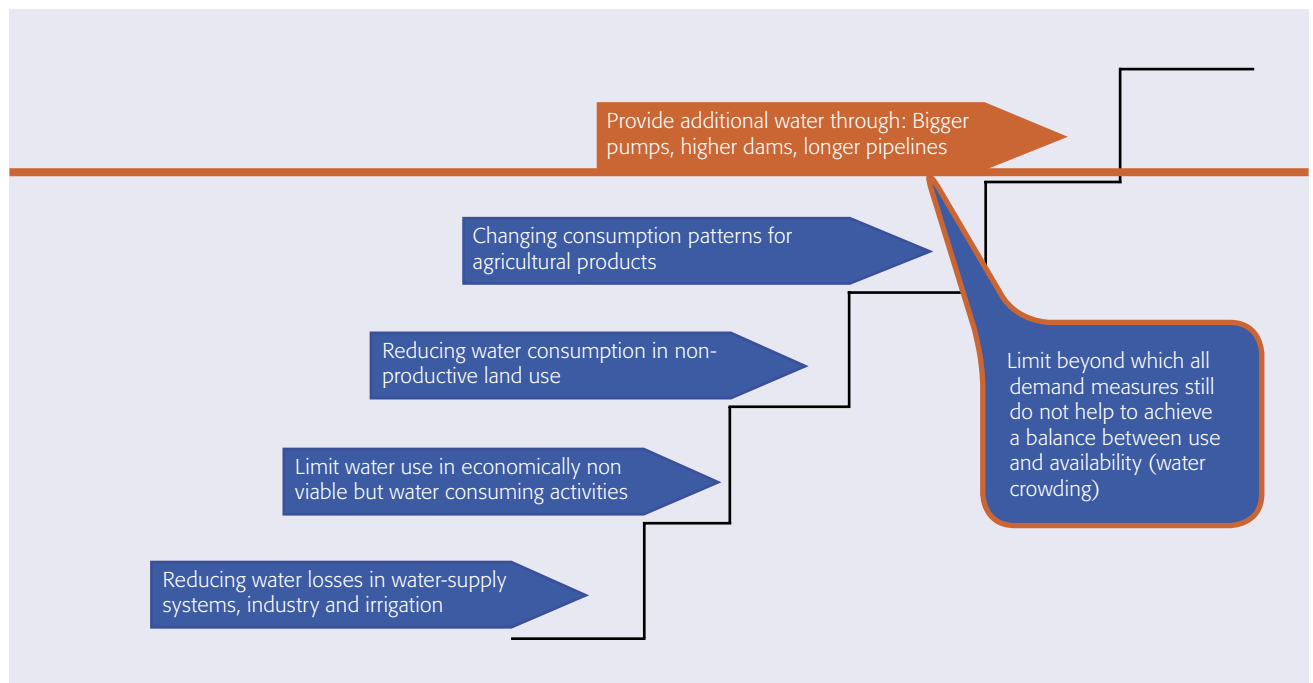 Provide additional water through: Bigger
pumps, higher dams, longer pipelines
Changing consumption patterns for
agricultural products
Reducing water consumption in non-
productive land use
Limit beyond which all
demand measures still
do not help to achieve
a balance between use
and availability (water
crowding)
Limit water use in economically non
viable but water consuming activities
Reducing water losses in water-supply
systems, industry and irrigation